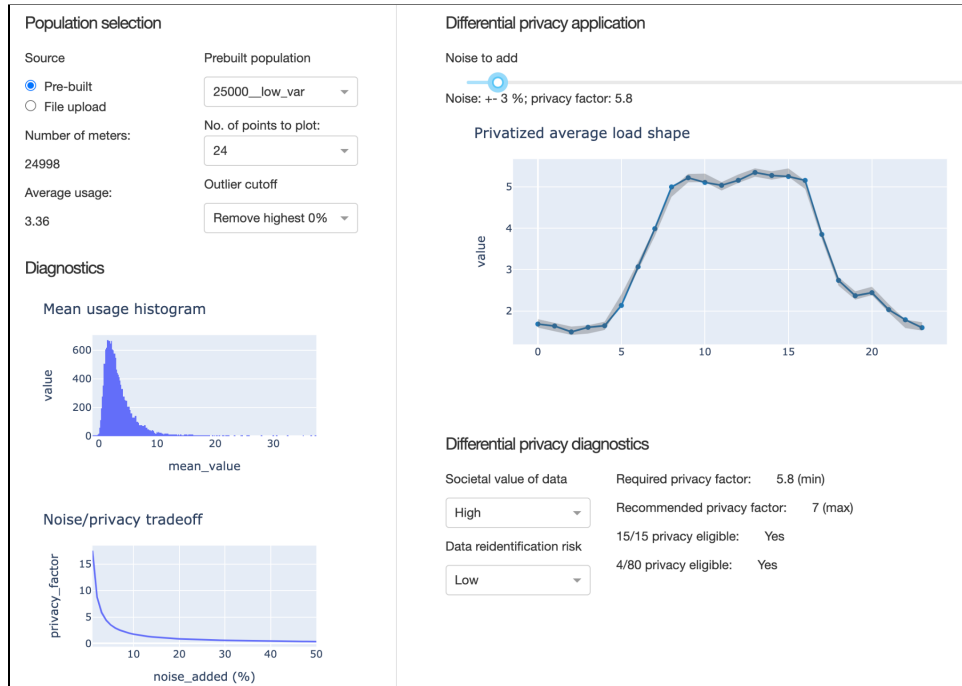 Population selection
Source
Pre-built
File upload
Number of meters:
24998
Average usage:
3.36
Prebuilt population
25000__low_var
No. of points to plot:
24
Outlier cutoff
Remove highest 0%
Diagnostics
Mean usage histogram
value
600
400
200
0
0 10 20 30
mean_value
Noise/privacy tradeoff
privacy_factor
15
10
5
0
10 20 30 40 50
noise_added (%)
Differential privacy application
Noise to add
Noise: +- 3 %; privacy factor: 5.8
Privatized average load shape
value
5
4
3
2
0 5 10 15 20
Differential privacy diagnostics
Societal value of data
High
Data reidentification risk
Low
Required privacy factor: 5.8 (min)
Recommended privacy factor: 7 (max)
15/15 privacy eligible: Yes
4/80 privacy eligible: Yes